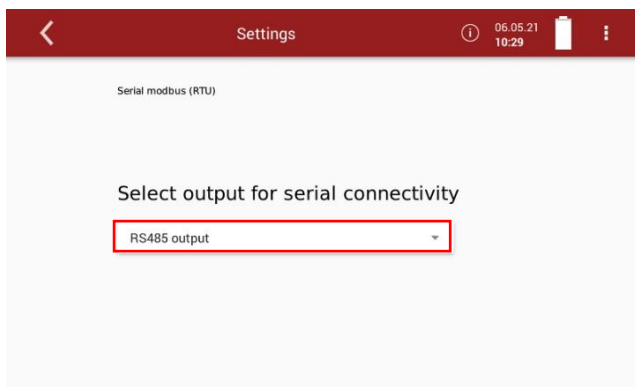 Settings
06.05.21
10:29
Serial modbus (RTU)
Select output for serial connectivity
RS485 output